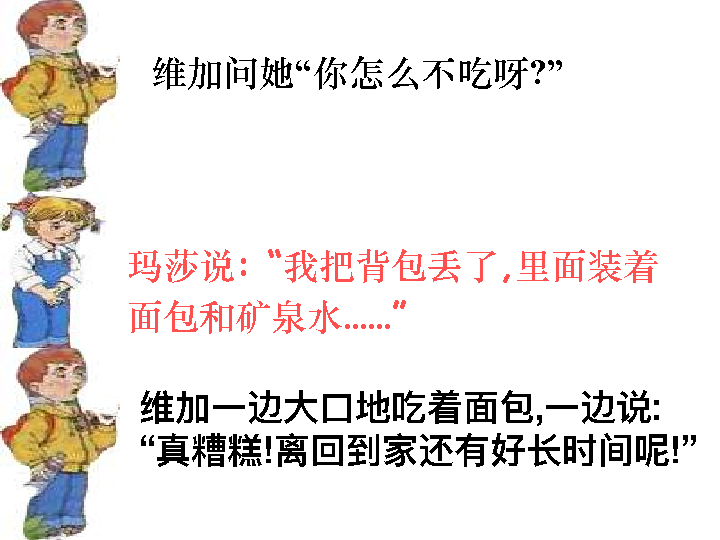 维加问她“你怎么不吃呀?”
玛莎说：“我把背包丢了,里面装着
面包和矿泉水……”
维加一边大口地吃着面包,一边说:
“真糟糕!离回到家还有好长时间呢!”